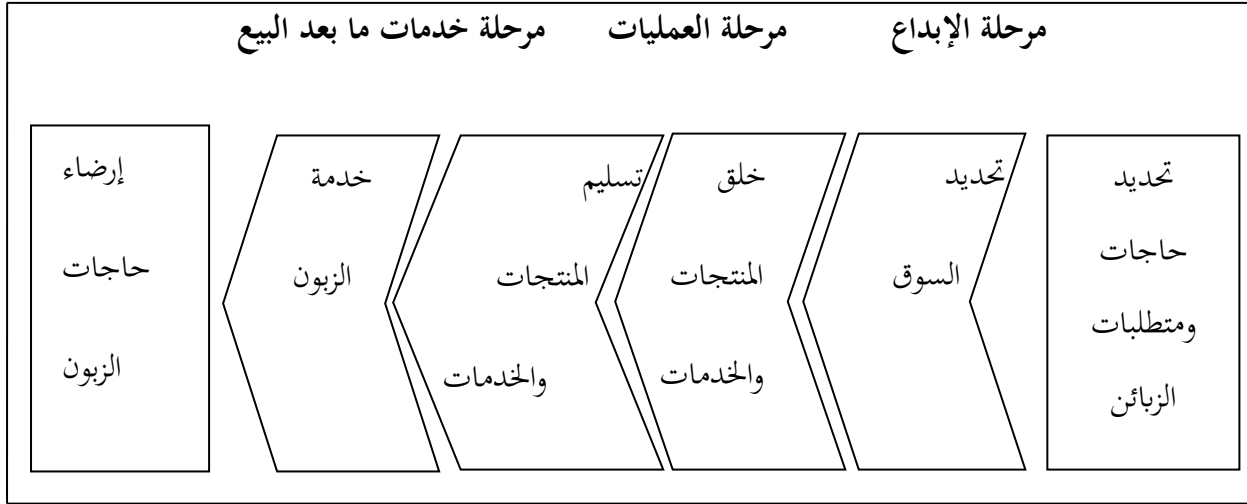 مرحلة الإبداع مرحلة العمليات مرحلة خدمات ما بعد البيع
تحديد
حاجات
ومتطلبات
الزبائن
تحديد
السوق
خلق
المنتجات
والخدمات
تسليم
المنتجات
والخدمات
خدمة
الزبون
إرضاء
حاجات
الزبون